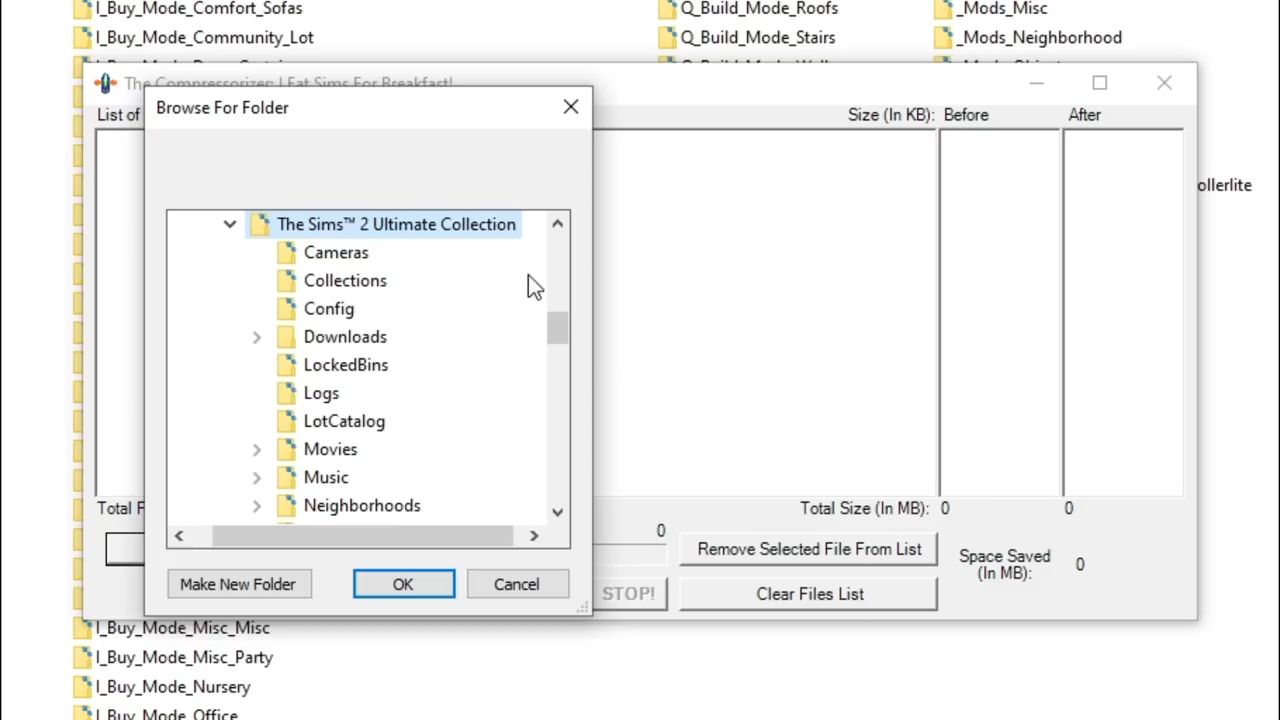 I_Buy_Mode_Comfort_Sofas
Q_Build_Mode_Roofs
_Mods_Misc
I_Buy_Mode_Community_Lot
Q_Build_Mode_Stairs
_Mods_Neighborhood
The Compressorizer: I Eat Sims For Breakfast!
Browse For Folder
List of
Size (In KB):
Before
After
ollerlite
The Sims™ 2 Ultimate Collection
Cameras
Collections
Config
Downloads
LockedBins
Logs
LotCatalog
Movies
Music
Neighborhoods
Total F
Total Size (In MB):
0
0
0
Remove Selected File From List
Space Saved
(In MB):
0
Make New Folder
OK
Cancel
STOP!
Clear Files List
I_Buy_Mode_Misc_Misc
I_Buy_Mode_Misc_Party
I_Buy_Mode_Nursery
I_Buy_Mode_Office